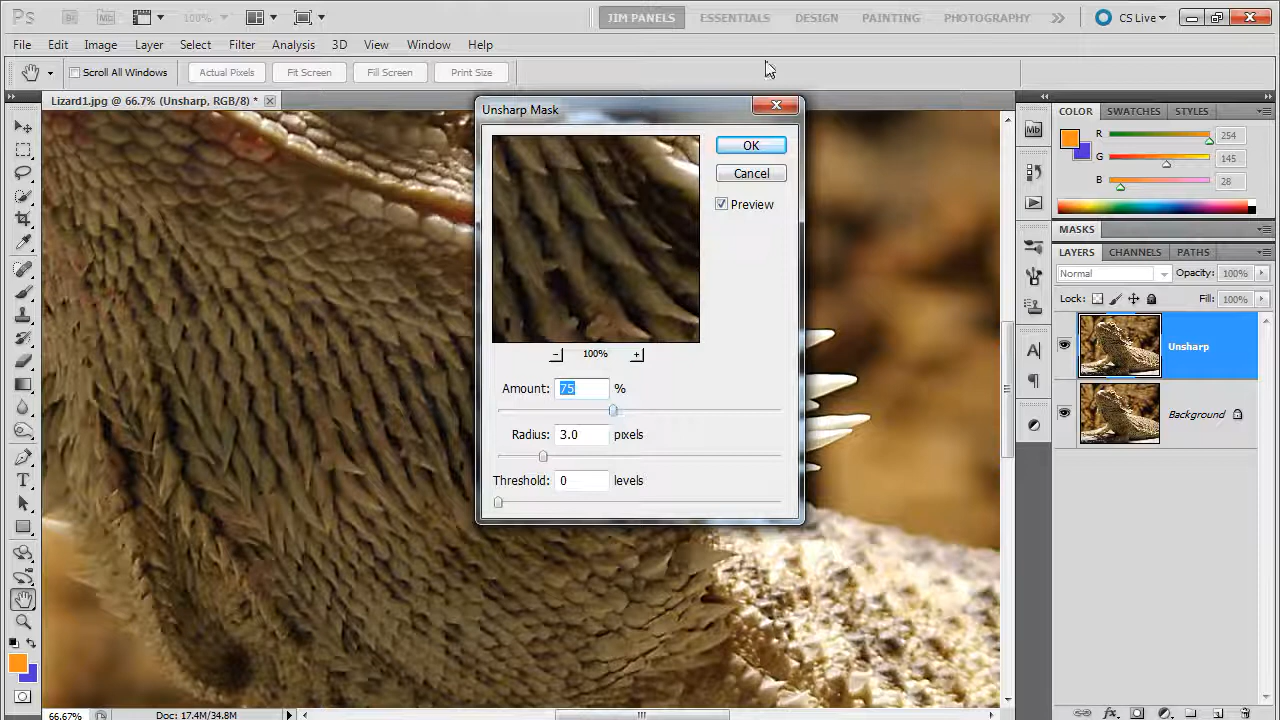 Ps Br Mb 100% JIM PANELS ESSENTIALS DESIGN PAINTING PHOTOGRAPHY CS Live
File Edit Image Layer Select Filter Analysis 3D View Window Help
Scroll All Windows Actual Pixels Fit Screen Fill Screen Print Size
Lizard1.jpg @ 66.7% (Unsharp, RGB/8) *
Unsharp Mask
OK
Cancel
Preview
100%
Amount: 75 %
Radius: 3.0 pixels
Threshold: 0 levels
Mb
COLOR SWATCHES STYLES
R 254
G 145
B 28
MASKS
LAYERS CHANNELS PATHS
Normal Opacity: 100%
Lock: Fill: 100%
Unsharp
Background
66.67% Doc: 17.4M/34.8M